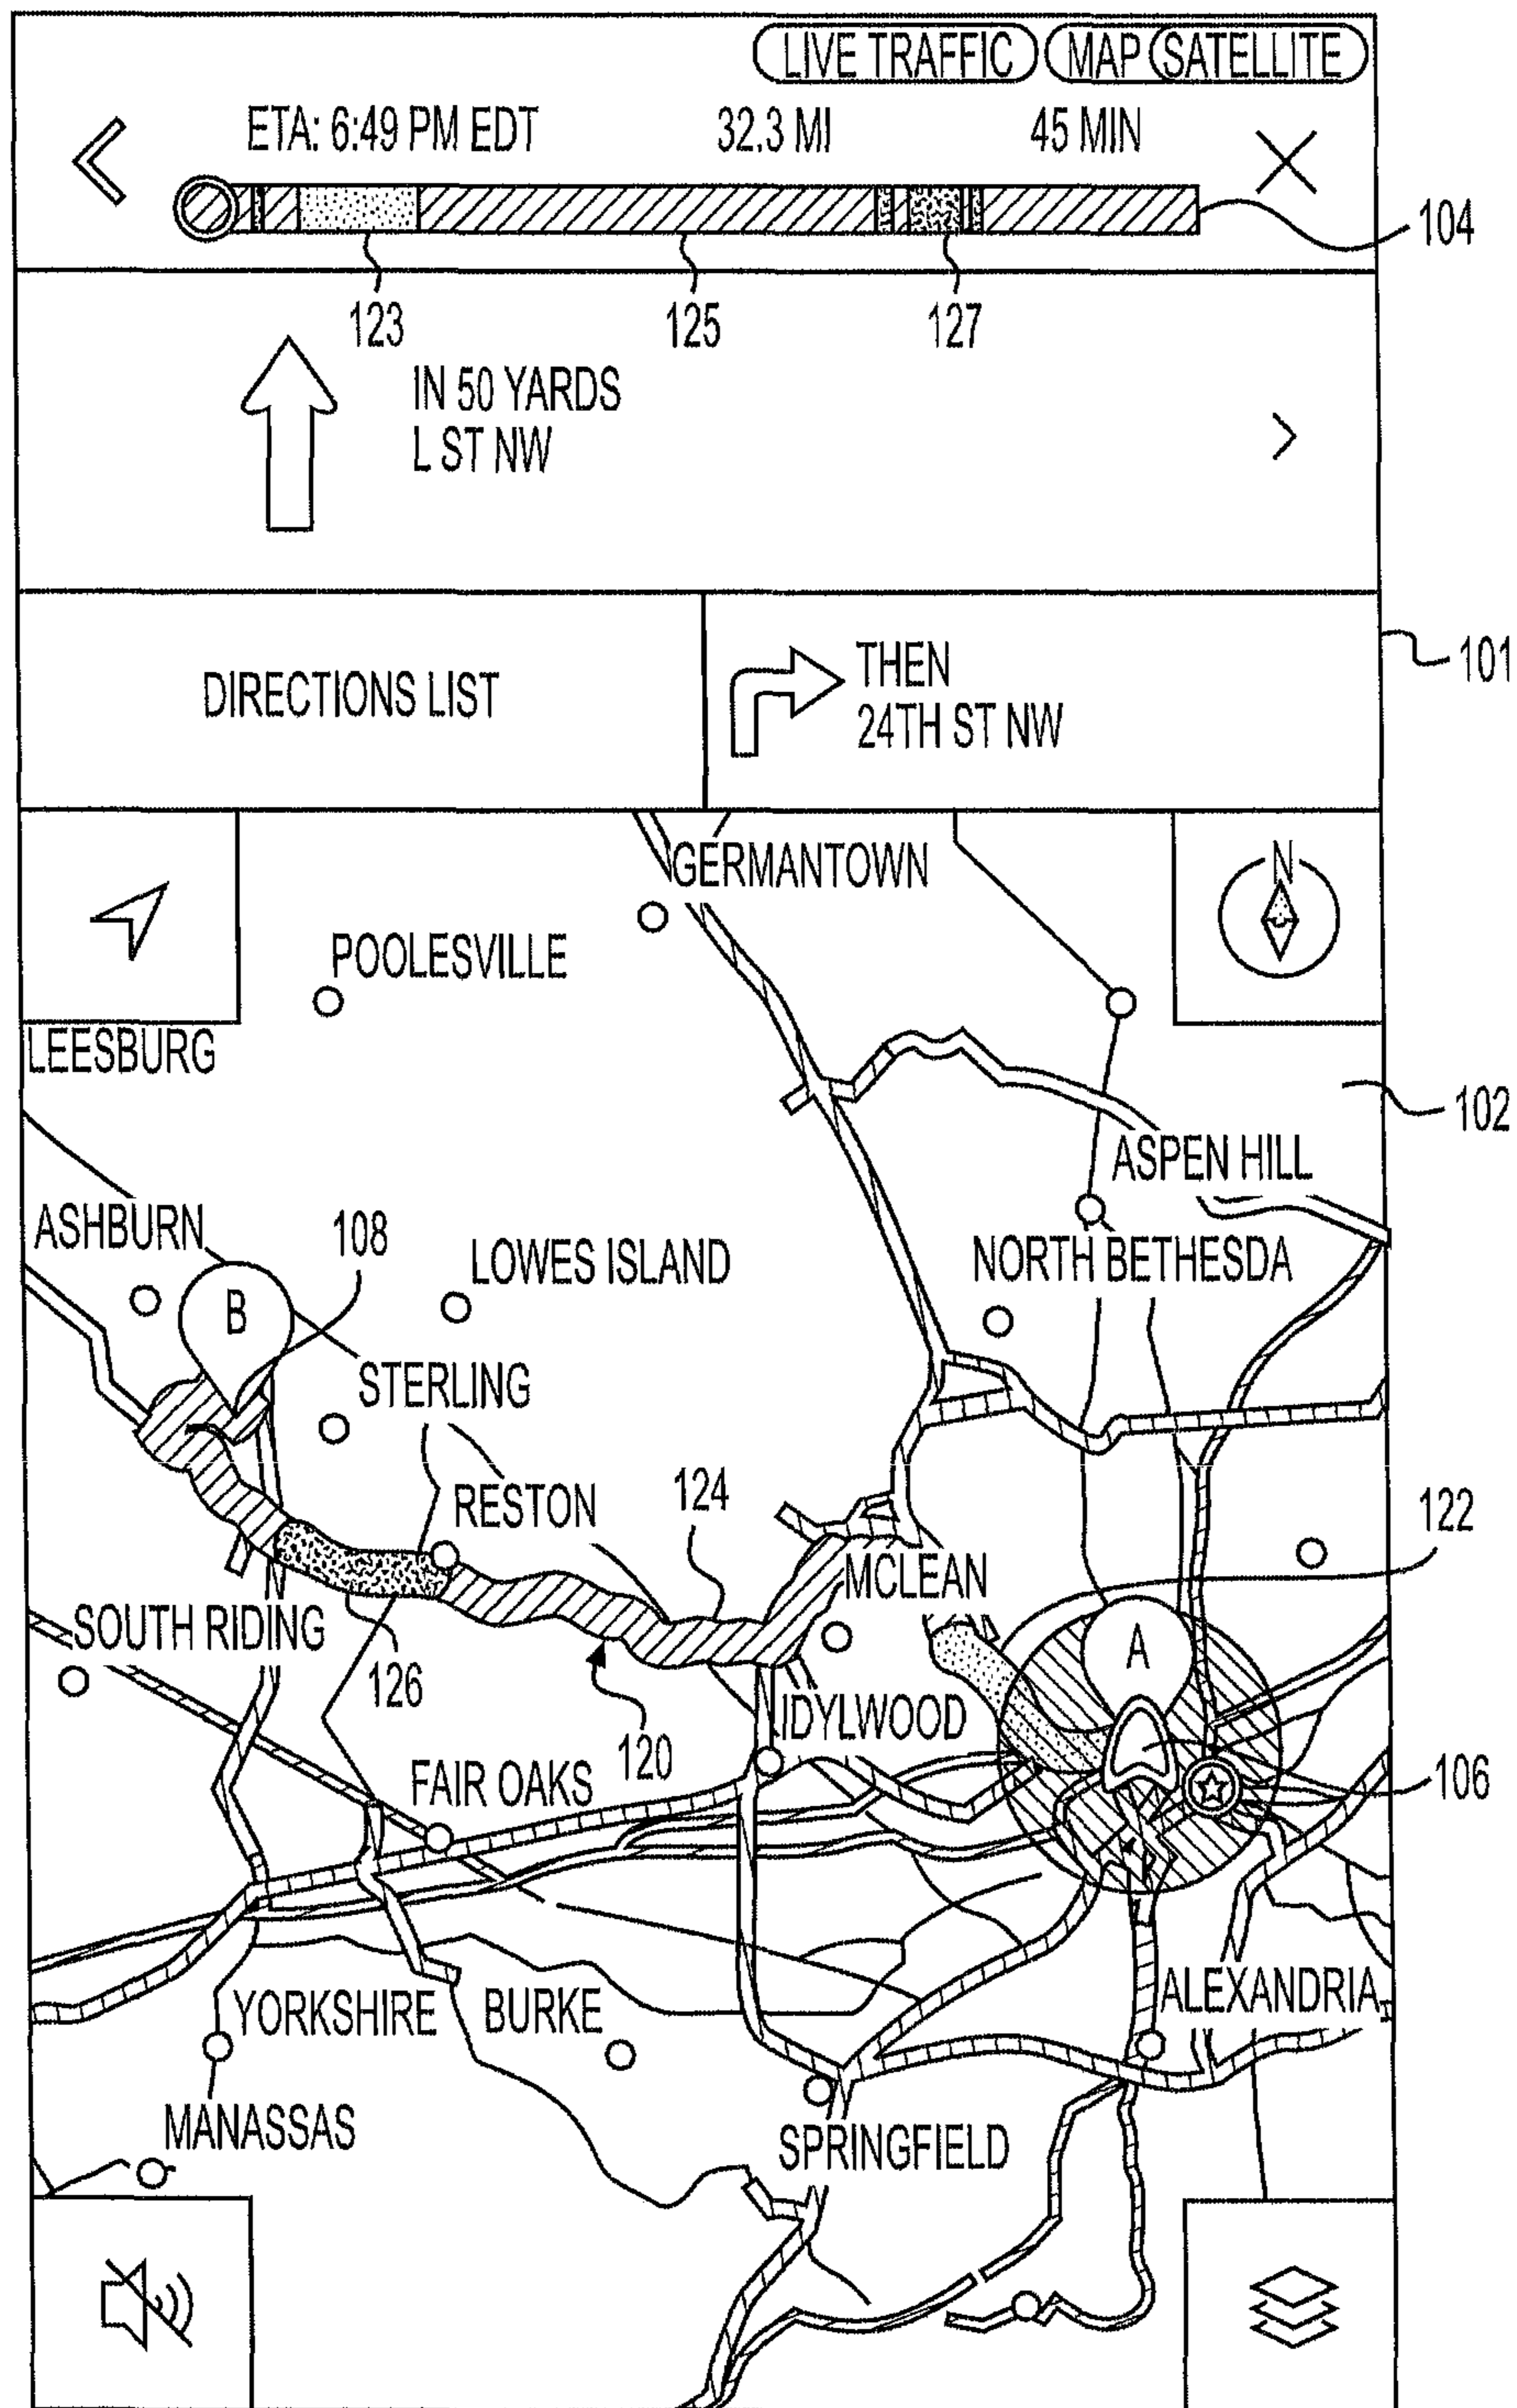 LIVE TRAFFIC
MAP
SATELLITE
ETA: 6:49 PM EDT
32.3 MI
45 MIN
104
123
125
127
IN 50 YARDS
L ST NW
101
DIRECTIONS LIST
THEN
24TH ST NW
GERMANTOWN
N
POOLESVILLE
LEESBURG
102
ASPEN HILL
ASHBURN
108
LOWES ISLAND
NORTH BETHESDA
B
STERLING
RESTON
124
122
MCLEAN
SOUTH RIDING
126
A
120
IDYLWOOD
FAIR OAKS
106
YORKSHIRE
BURKE
ALEXANDRIA
MANASSAS
SPRINGFIELD